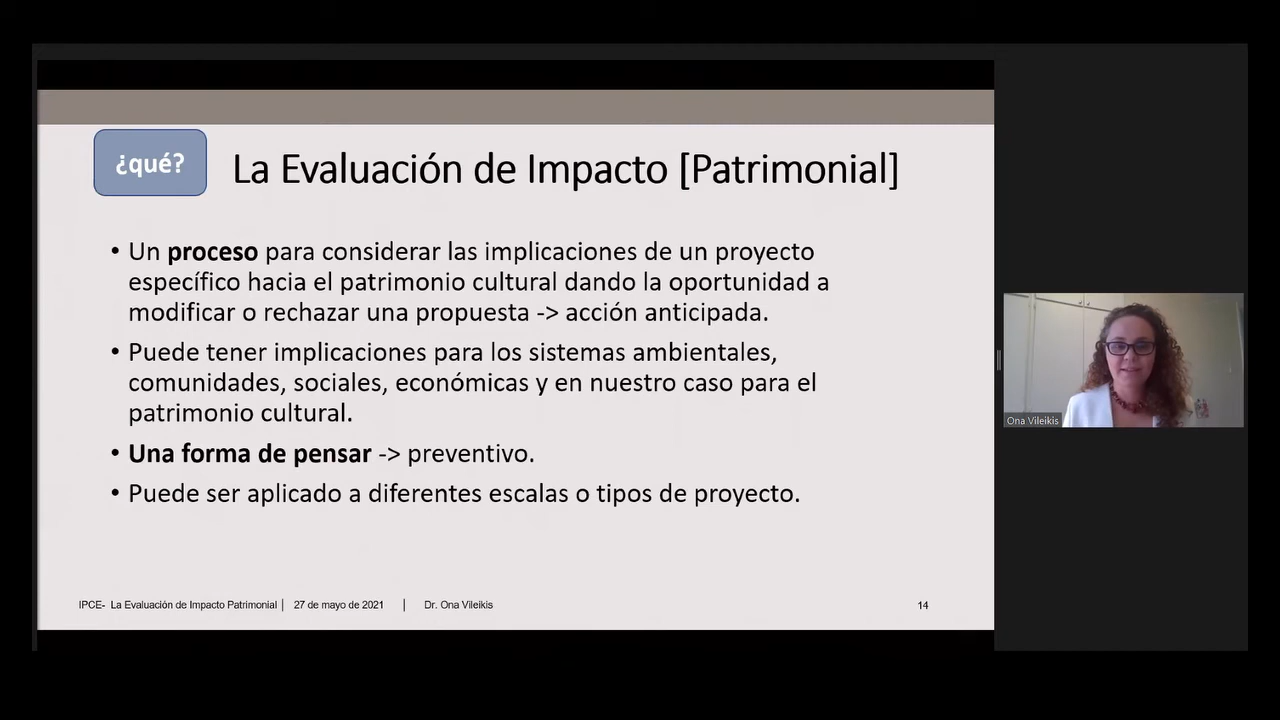 ¿qué?
La Evaluación de Impacto [Patrimonial]
• Un proceso para considerar las implicaciones de un proyecto
específico hacia el patrimonio cultural dando la oportunidad a
modificar o rechazar una propuesta -> acción anticipada.
• Puede tener implicaciones para los sistemas ambientales,
comunidades, sociales, económicas y en nuestro caso para el
patrimonio cultural.
• Una forma de pensar -> preventivo.
• Puede ser aplicado a diferentes escalas o tipos de proyecto.
IPCE- La Evaluación de Impacto Patrimonial | 27 de mayo de 2021 | Dr. Ona Vileikis 14
Ona Vileikis